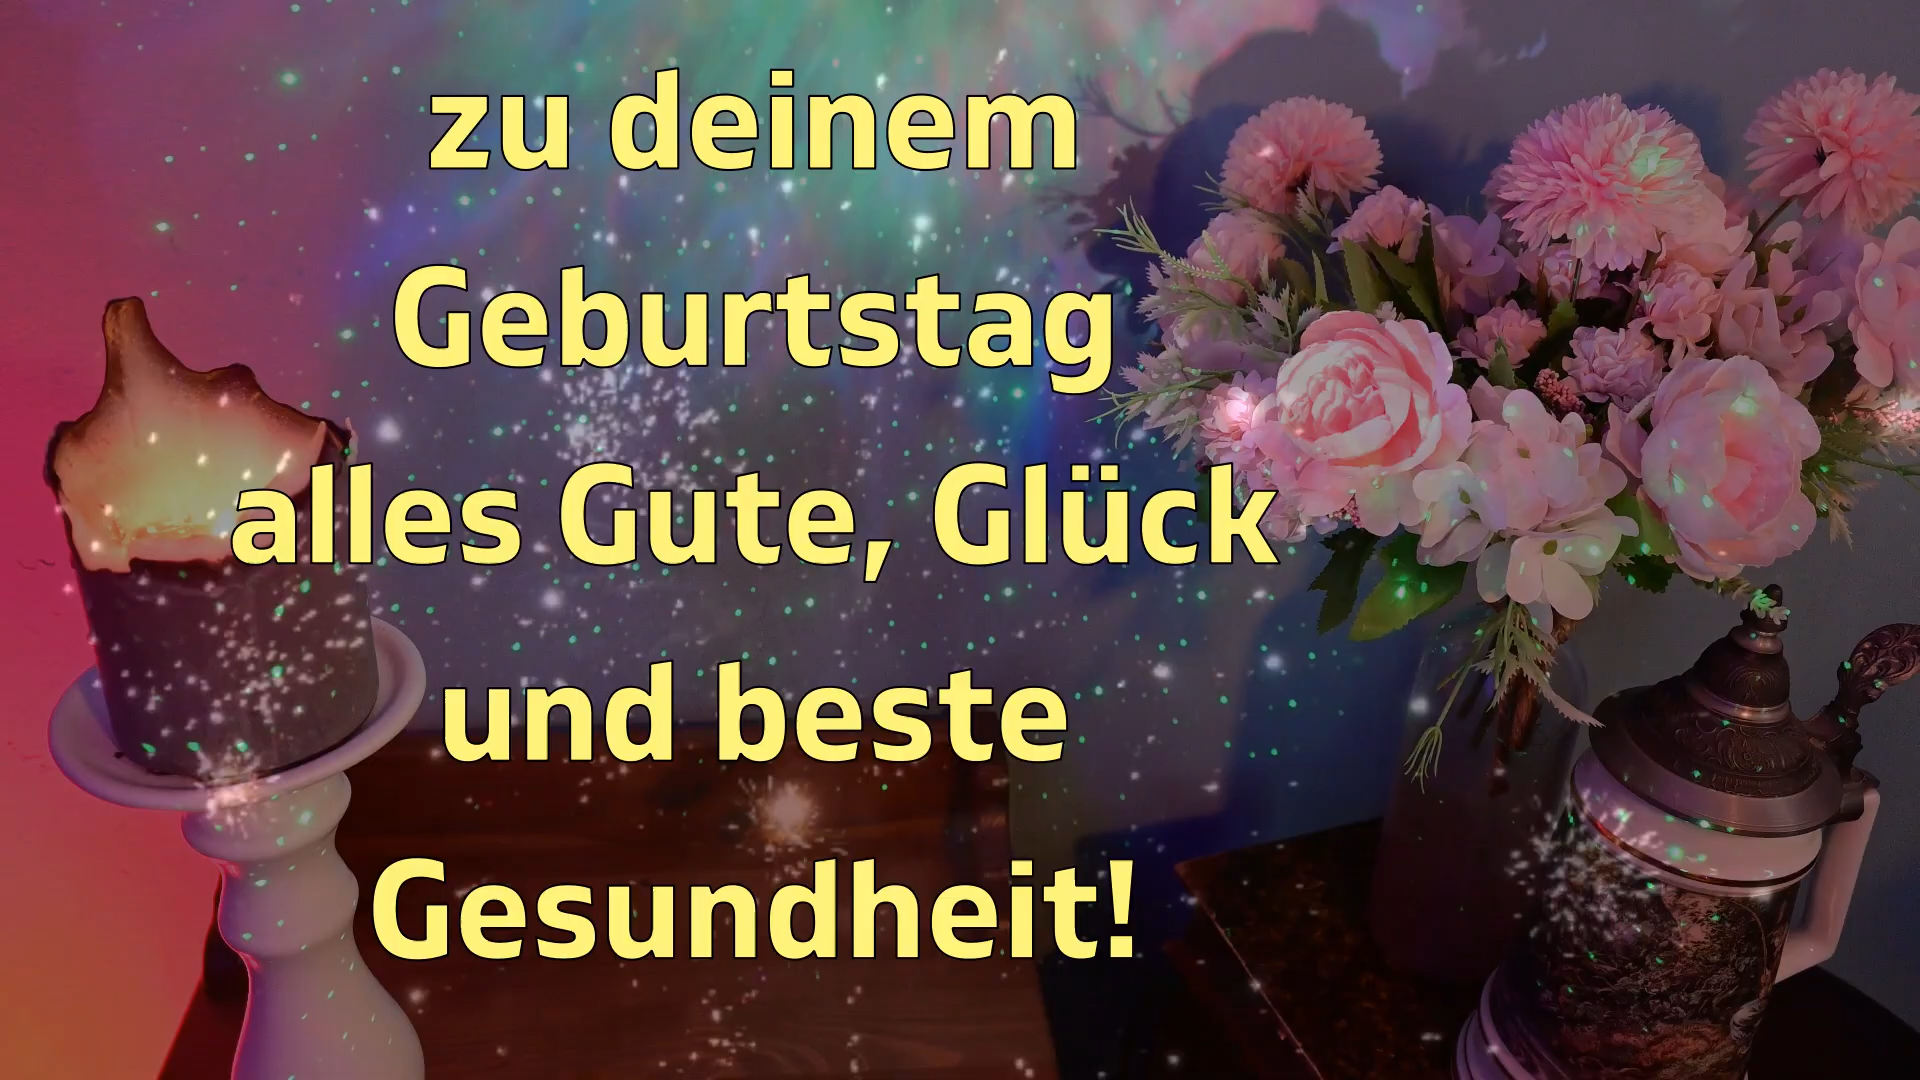 zu deinem
Geburtstag
alles Gute, Glück
und beste
Gesundheit!